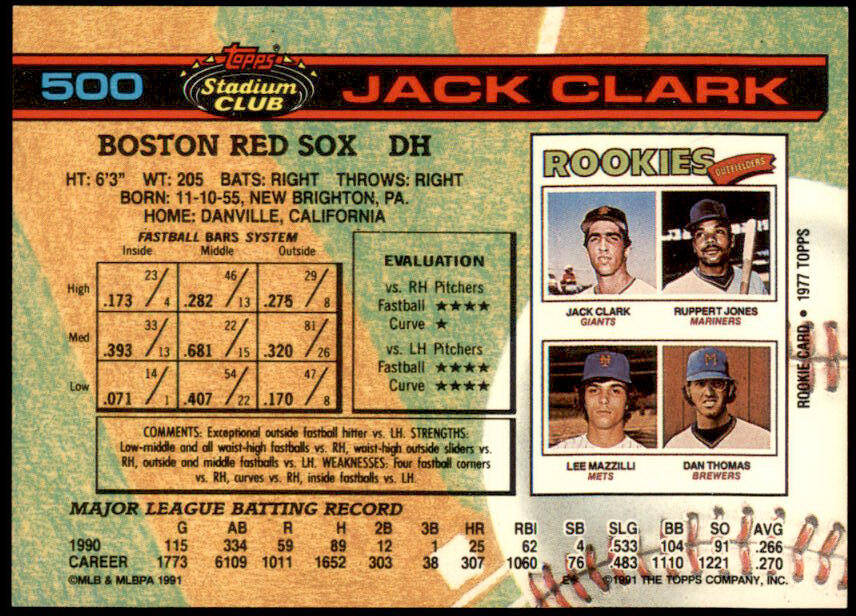 500
Topps
Stadium
CLUB
JACK CLARK
BOSTON RED SOX DH
HT: 6'3" WT: 205 BATS: RIGHT THROWS: RIGHT
BORN: 11-10-55, NEW BRIGHTON, PA.
HOME: DANVILLE, CALIFORNIA
FASTBALL BARS SYSTEM
Inside Middle Outside
High .173 23/4 .282 46/13 .275 29/8
Med .393 33/13 .681 22/15 .320 81/26
Low .071 14/1 .407 54/22 .170 47/8
EVALUATION
vs. RH Pitchers
Fastball ★★★★
Curve ★
vs. LH Pitchers
Fastball ★★★★
Curve ★★★★
COMMENTS: Exceptional outside fastball hitter vs. LH. STRENGTHS:
Low-middle and all waist-high fastballs vs. RH, waist-high outside sliders vs.
RH, outside and middle fastballs vs. LH. WEAKNESSES: Four fastball corners
vs. RH, curves vs. RH, inside fastballs vs. LH.
ROOKIES
OUTFIELDERS
JACK CLARK
GIANTS
RUPPERT JONES
MARINERS
LEE MAZZILLI
METS
DAN THOMAS
BREWERS
ROOKIE CARD • 1977 TOPPS
MAJOR LEAGUE BATTING RECORD
G AB R H 2B 3B HR RBI SB SLG BB SO AVG
1990 115 334 59 89 12 1 25 62 4 .533 104 91 .266
CAREER 1773 6109 1011 1652 303 38 307 1060 76 .483 1110 1221 .270
©MLB & MLBPA 1991
E* ©1991 THE TOPPS COMPANY, INC.